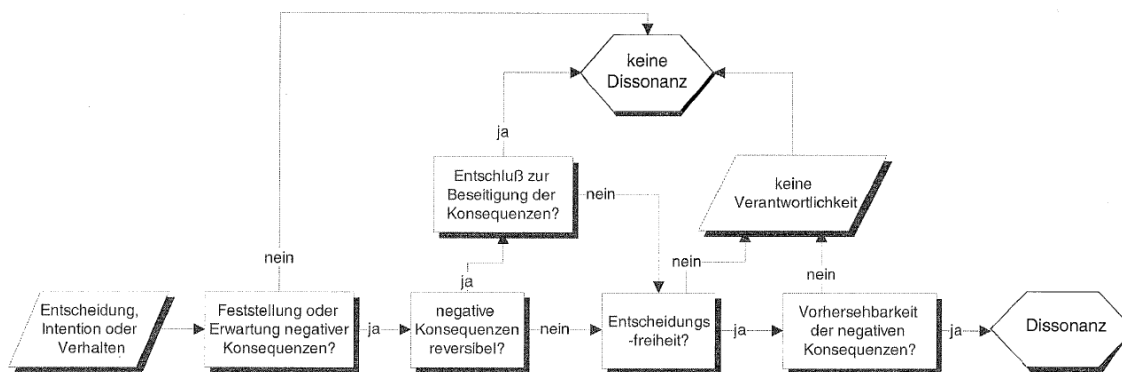 keine
Dissonanz
ja
Entschluß zur
Beseitigung der
Konsequenzen?
nein
keine
Verantwortlichkeit
nein
ja
nein
nein
Entscheidung,
Intention oder
Verhalten
Feststellung oder
Erwartung negativer
Konsequenzen?
ja
negative
Konsequenzen
reversibel?
nein
Entscheidungs
-freiheit?
ja
Vorhersehbarkeit
der negativen
Konsequenzen?
ja
Dissonanz